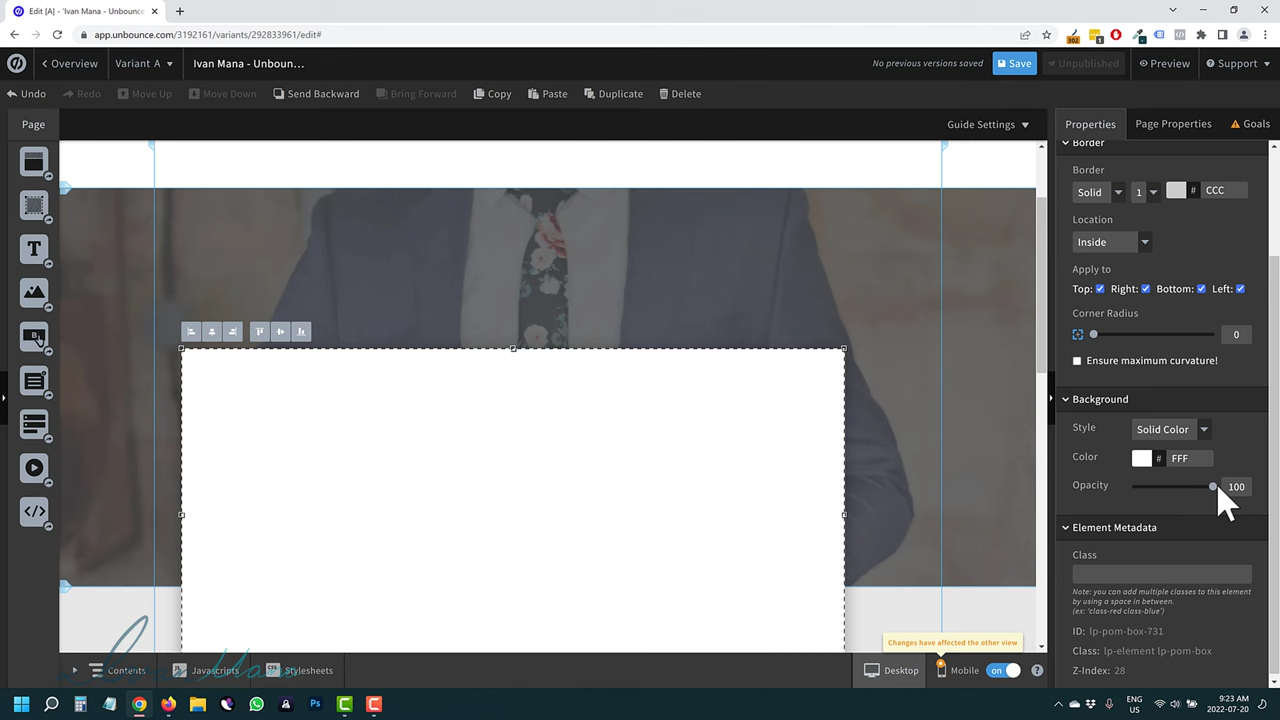 Edit [A] - 'Ivan Mana - Unbounce
app.unbounce.com/3192161/variants/292833961/edit#
302
1
Overview
Variant A
Ivan Mana - Unboun...
No previous versions saved
Save
Unpublished
Preview
Support
Undo
Redo
Move Up
Move Down
Send Backward
Bring Forward
Copy
Paste
Duplicate
Delete
Page
Guide Settings
Properties
Page Properties
Goals
Border
Border
Solid
1
#
CCC
Location
Inside
Apply to
Top:
Right:
Bottom:
Left:
Corner Radius
0
Ensure maximum curvature!
Background
Style
Solid Color
Color
#
FFF
Opacity
100
Element Metadata
Class
Note: you can add multiple classes to this element
by using a space in between.
(ex: 'class-red class-blue')
ID: lp-pom-box-731
Class: lp-element lp-pom-box
Z-Index: 28
Changes have affected the other view
Contents
Javascripts
CSS
Stylesheets
Desktop
Mobile
on
Ivan Mana
ENG
US
9:23 AM
2022-07-20